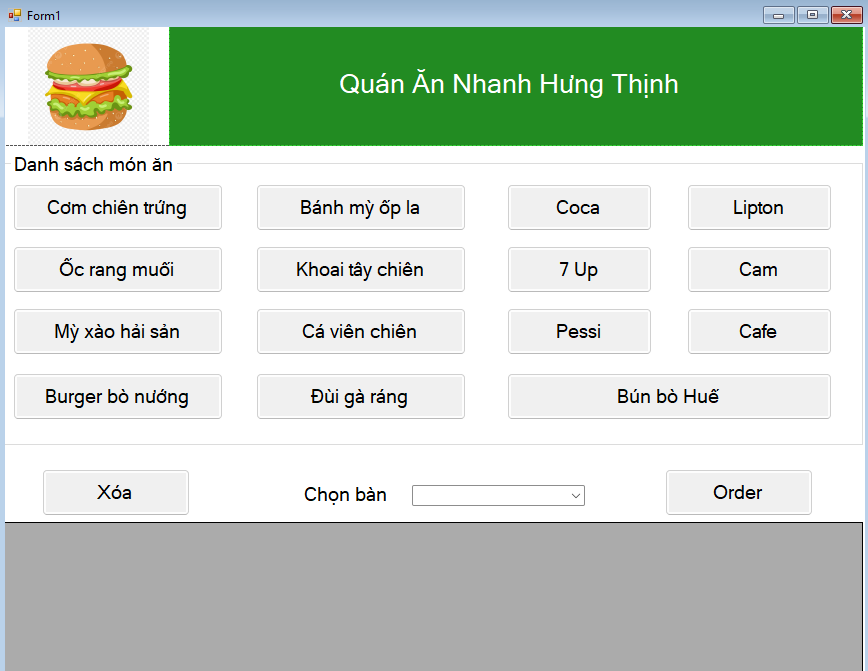 Form1
Quán Ăn Nhanh Hưng Thịnh
Danh sách món ăn
Cơm chiên trứng
Bánh mỳ ốp la
Coca
Lipton
Ốc rang muối
Khoai tây chiên
7 Up
Cam
Mỳ xào hải sản
Cá viên chiên
Pessi
Cafe
Burger bò nướng
Đùi gà ráng
Bún bò Huế
Xóa
Chọn bàn
Order